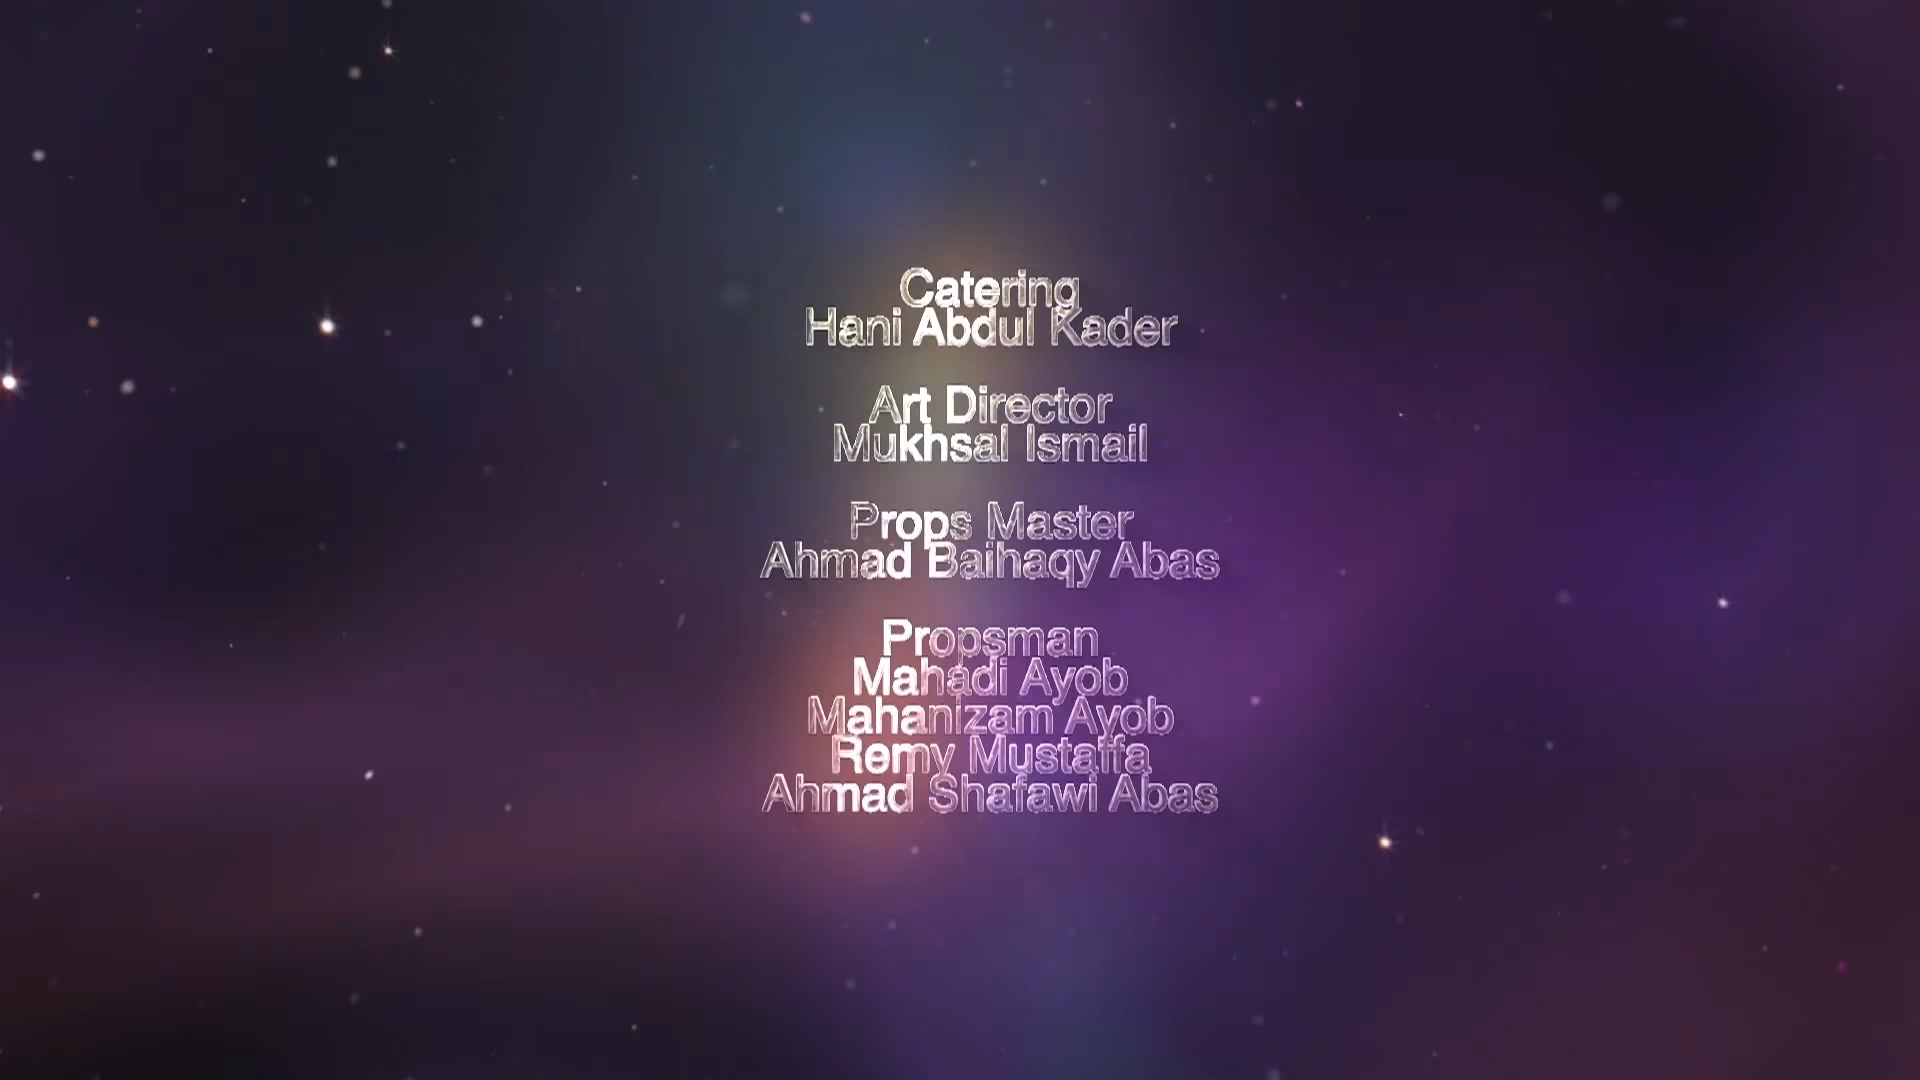 Catering
Hani Abdul Kader
Art Director
Mukhsal Ismail
Props Master
Ahmad Baihaqy Abas
Propsman
Mahadi Ayob
Mahanizam Ayob
Remy Mustaffa
Ahmad Shafawi Abas